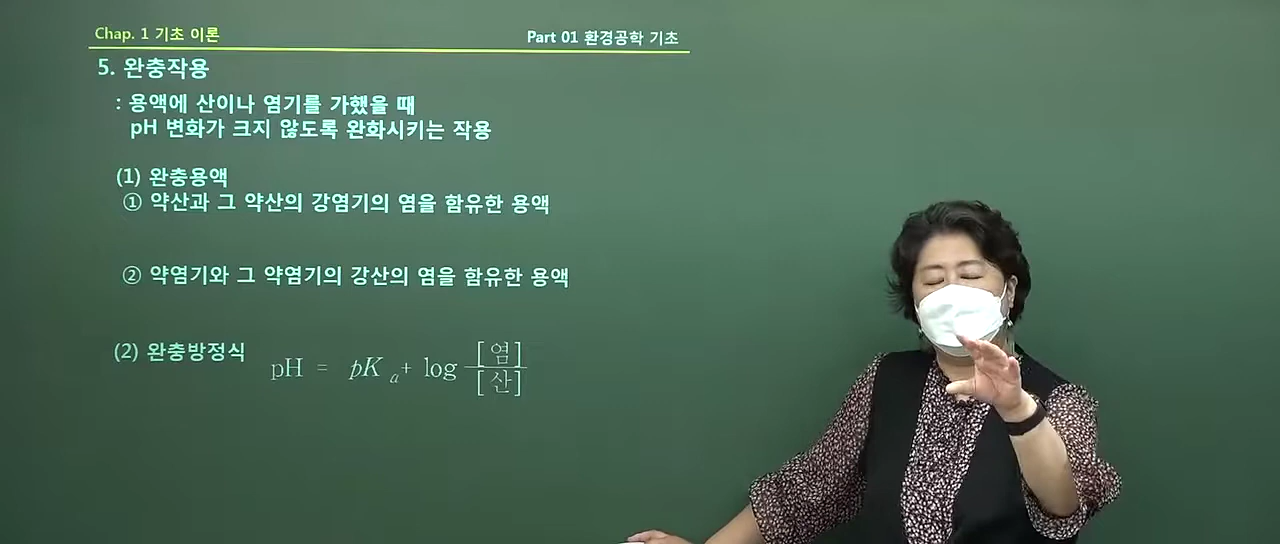 Chap. 1 기초 이론
Part 01 환경공학 기초
5. 완충작용
: 용액에 산이나 염기를 가했을 때
pH 변화가 크지 않도록 완화시키는 작용
(1) 완충용액
① 약산과 그 약산의 강염기의 염을 함유한 용액
② 약염기와 그 약염기의 강산의 염을 함유한 용액
(2) 완충방정식
pH = pKa + log [염]/[산]